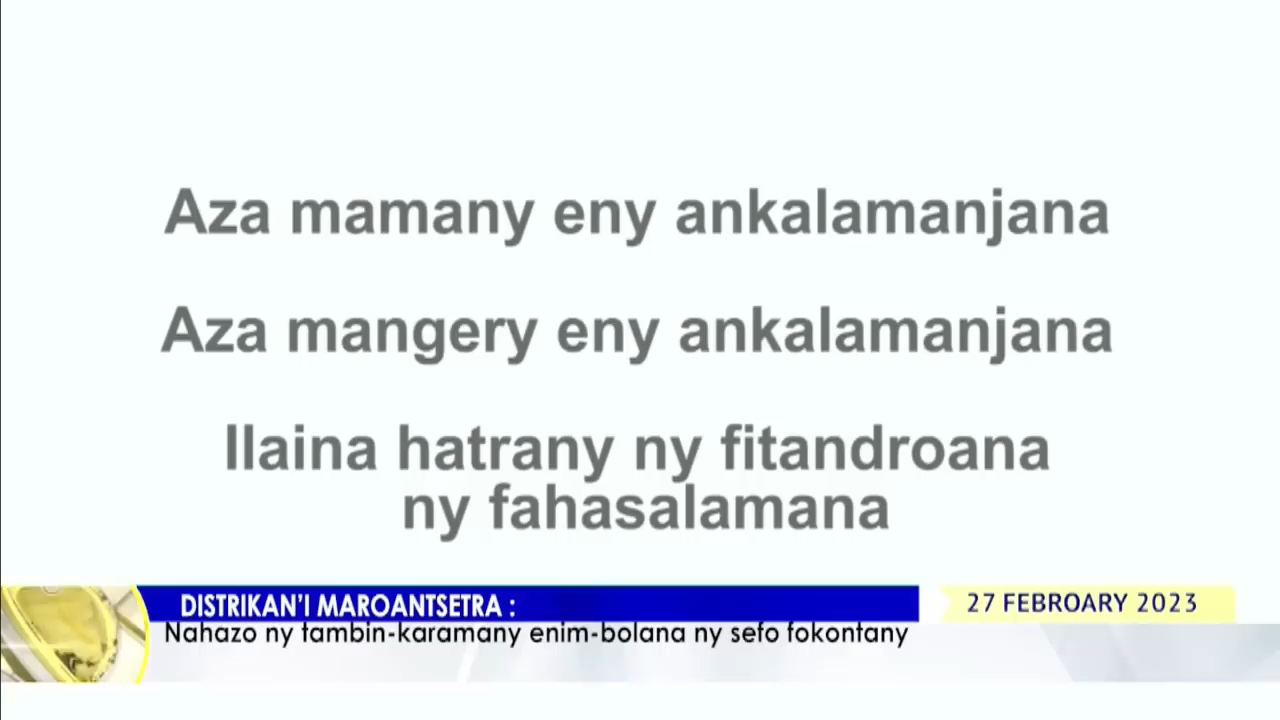 Aza mamany eny ankalamanjana
Aza mangery eny ankalamanjana
Ilaina hatrany ny fitandroana
ny fahasalamana
DISTRIKAN'I MAROANTSETRA :
27 FEBROARY 2023
Nahazo ny tambin-karamany enim-bolana ny sefo fokontany